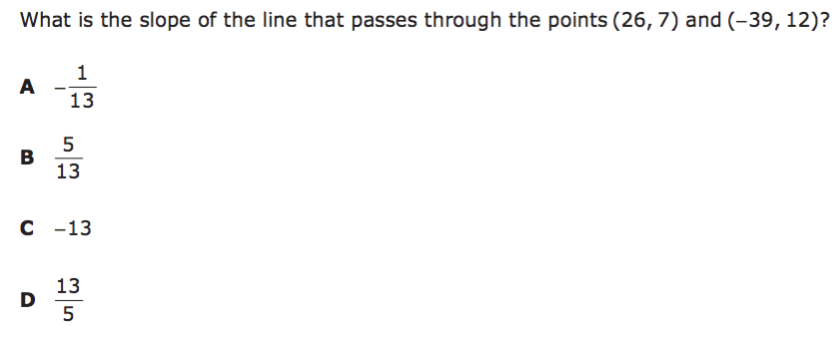 What is the slope of the line that passes through the points (26, 7) and (−39, 12)?
A −1/13
B 5/13
C −13
D 13/5